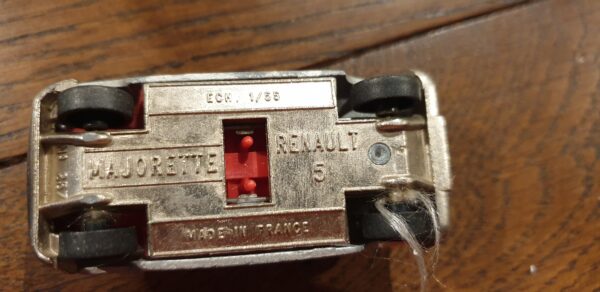 ECH. 1/55
MAJORETTE
RENAULT
5
MADE IN FRANCE